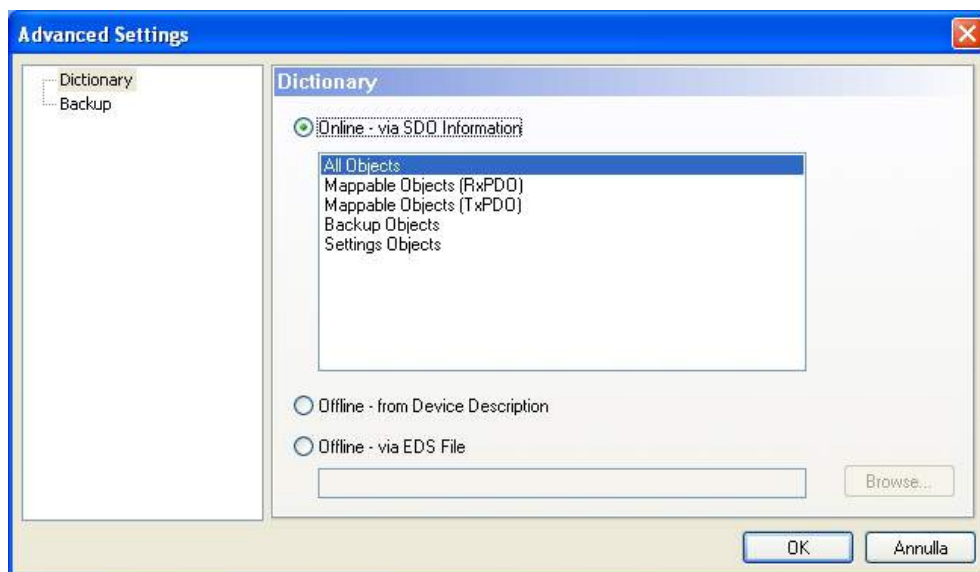 Advanced Settings
Dictionary
Backup
Dictionary
Online - via SDO Information
All Objects
Mappable Objects (RxPDO)
Mappable Objects (TxPDO)
Backup Objects
Settings Objects
Offline - from Device Description
Offline - via EDS File
Browse...
OK
Annulla